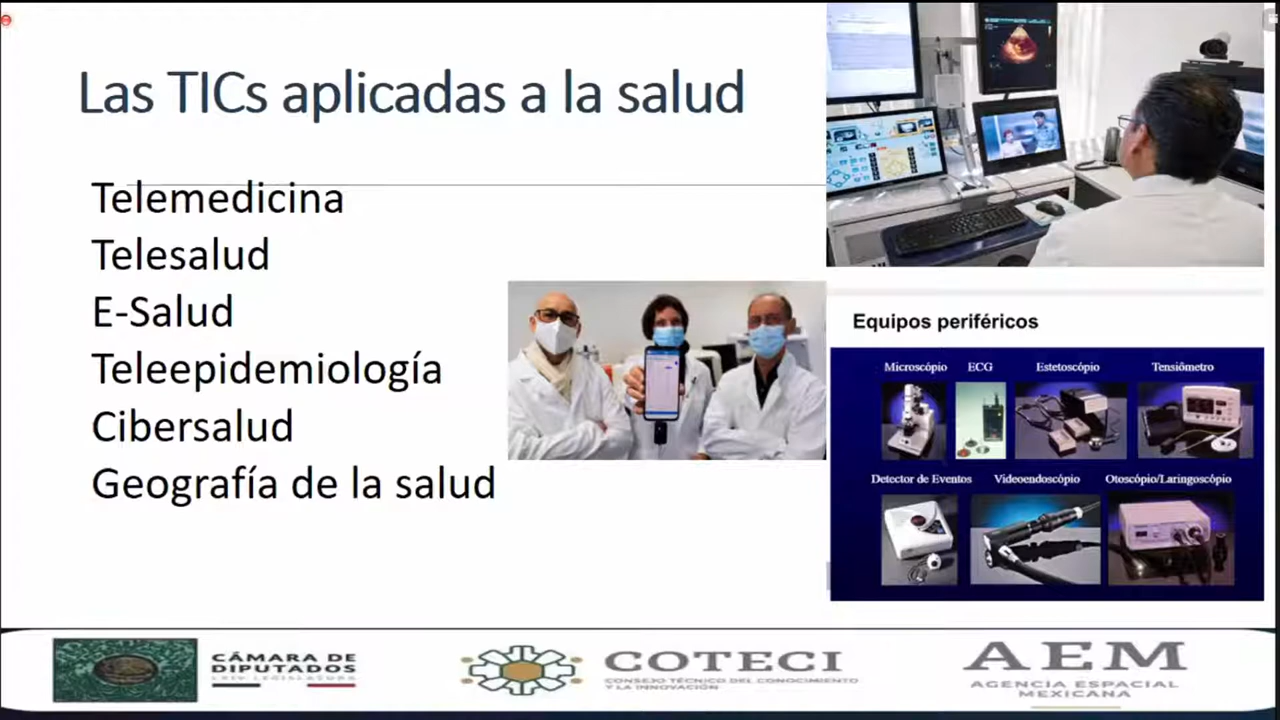 Las TICs aplicadas a la salud
Telemedicina
Telesalud
E-Salud
Teleepidemiología
Cibersalud
Geografía de la salud
Equipos periféricos
Microscópio ECG Estetoscópio Tensiômetro
Detector de Eventos Videoendoscópio Otoscópio/Laringoscópio
CÁMARA DE
DIPUTADOS
LXIV LEGISLATURA
COTECI
CONSEJO TÉCNICO DEL CONOCIMIENTO
Y LA INNOVACIÓN
AEM
AGENCIA ESPACIAL
MEXICANA